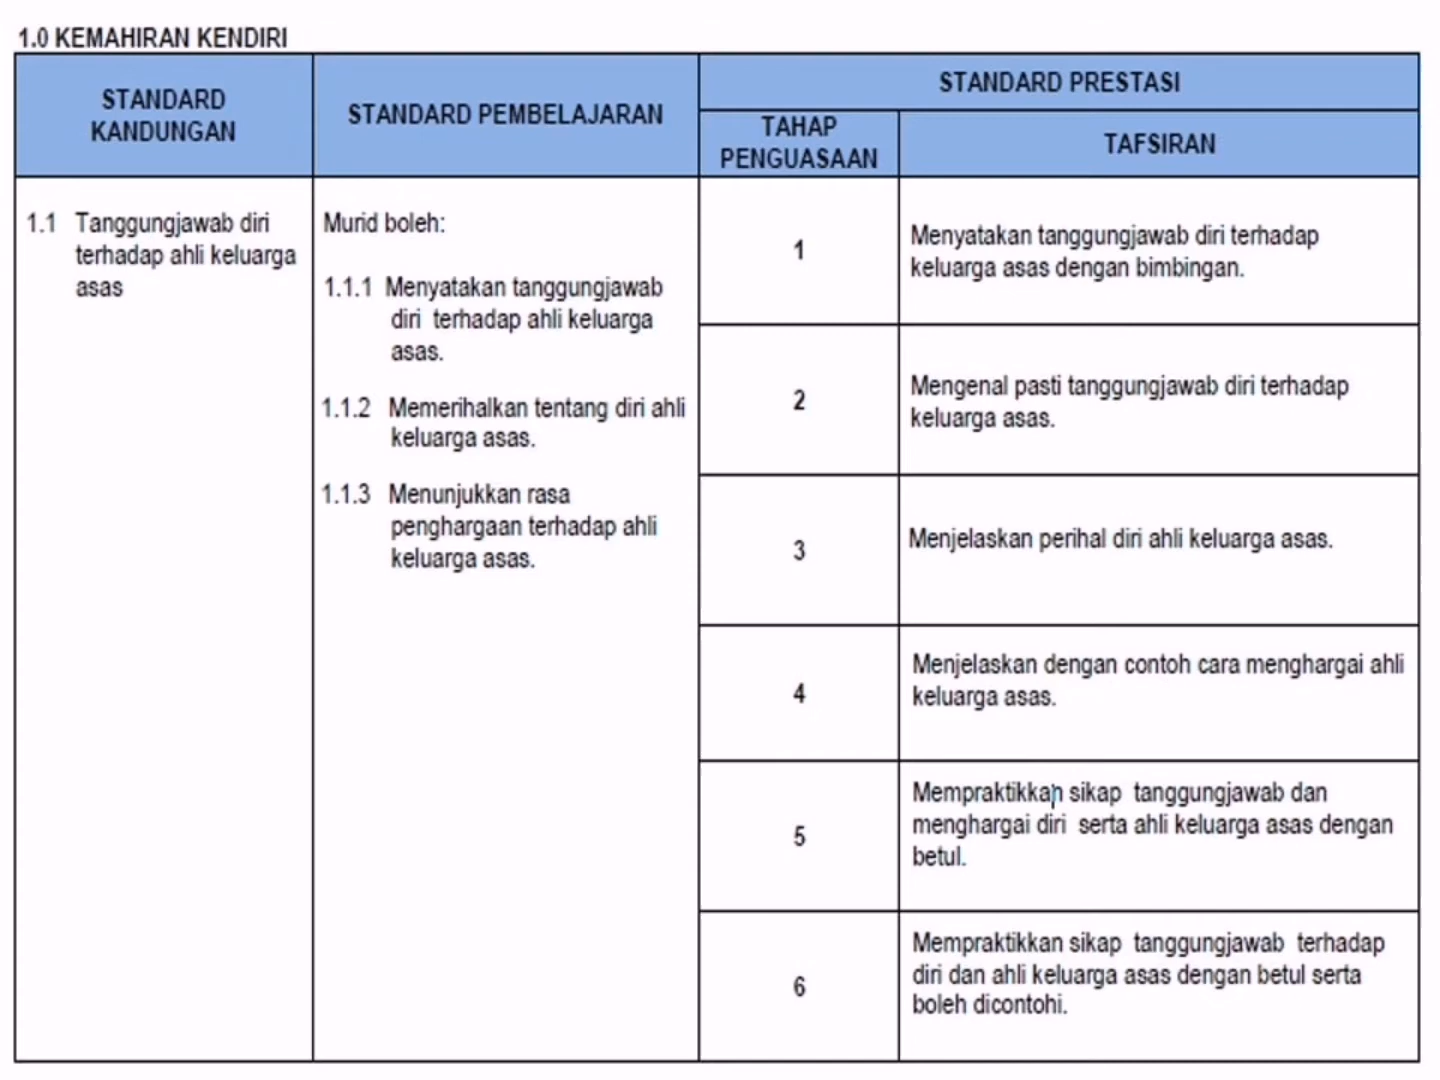 1.0 KEMAHIRAN KENDIRI
STANDARD
KANDUNGAN
STANDARD PEMBELAJARAN
STANDARD PRESTASI
TAHAP
PENGUASAAN
TAFSIRAN
1.1 Tanggungjawab diri
terhadap ahli keluarga
asas
Murid boleh:
1.1.1 Menyatakan tanggungjawab
diri terhadap ahli keluarga
asas.
1.1.2 Memerihalkan tentang diri ahli
keluarga asas.
1.1.3 Menunjukkan rasa
penghargaan terhadap ahli
keluarga asas.
1
Menyatakan tanggungjawab diri terhadap
keluarga asas dengan bimbingan.
2
Mengenal pasti tanggungjawab diri terhadap
keluarga asas.
3
Menjelaskan perihal diri ahli keluarga asas.
4
Menjelaskan dengan contoh cara menghargai ahli
keluarga asas.
5
Mempraktikkan sikap tanggungjawab dan
menghargai diri serta ahli keluarga asas dengan
betul.
6
Mempraktikkan sikap tanggungjawab terhadap
diri dan ahli keluarga asas dengan betul serta
boleh dicontohi.